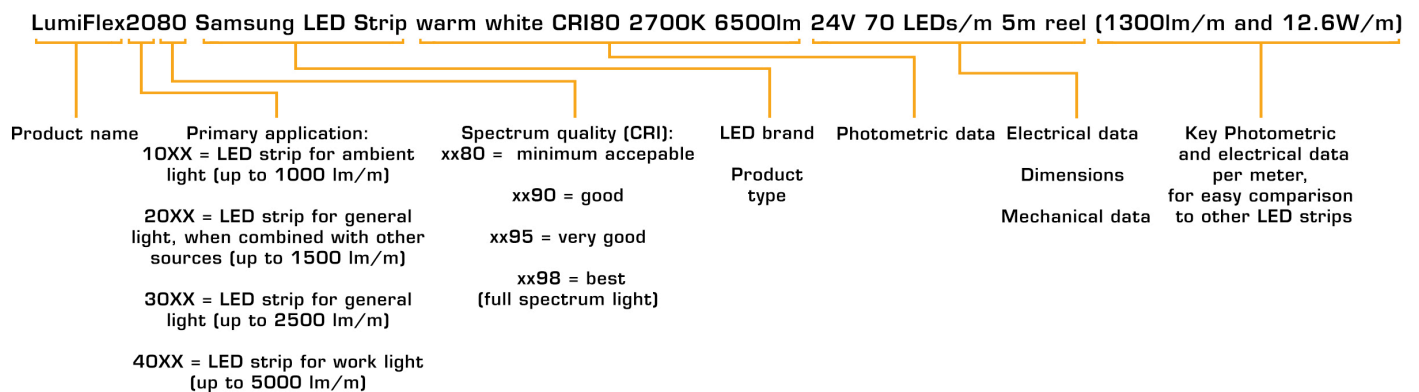 LumiFlex2080 Samsung LED Strip warm white CRI80 2700K 6500lm 24V 70 LEDs/m 5m reel (1300lm/m and 12.6W/m)
Product name
Primary application:
10XX = LED strip for ambient
light (up to 1000 lm/m)
20XX = LED strip for general
light, when combined with other
sources (up to 1500 lm/m)
30XX = LED strip for general
light (up to 2500 lm/m)
40XX = LED strip for work light
(up to 5000 lm/m)
Spectrum quality (CRI):
xx80 = minimum accepable
xx90 = good
xx95 = very good
xx98 = best
(full spectrum light)
LED brand
Product
type
Photometric data
Electrical data
Dimensions
Mechanical data
Key Photometric
and electrical data
per meter,
for easy comparison
to other LED strips